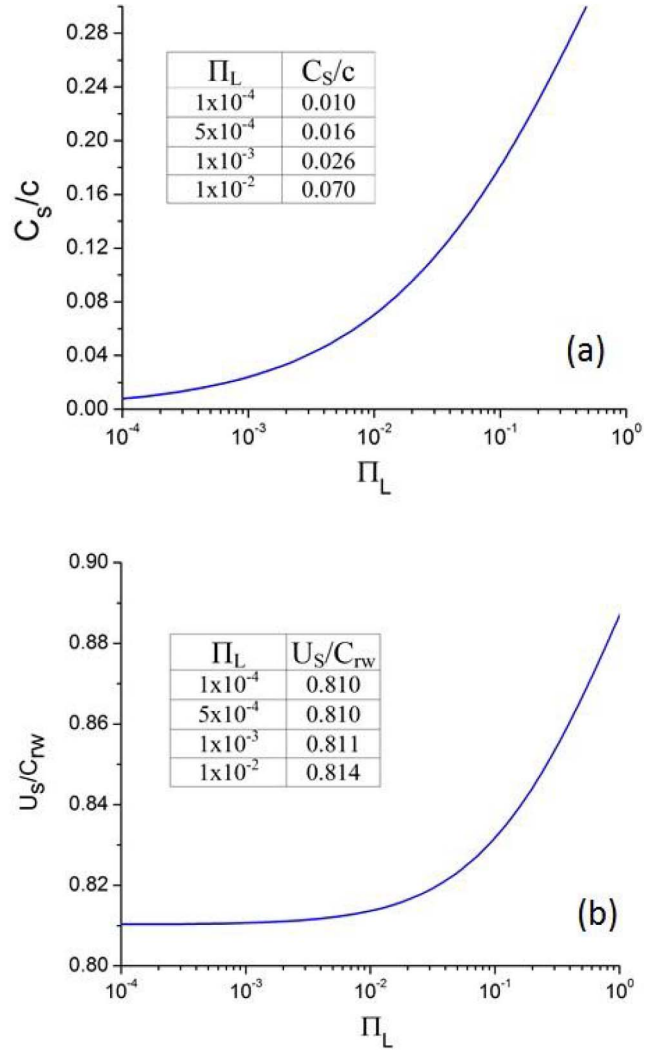 0.28
Π_L C_S/c
1x10⁻⁴ 0.010
0.24
5x10⁻⁴ 0.016
1x10⁻³ 0.026
0.20
1x10⁻² 0.070
C_s/c
0.16
0.12
0.08
0.04
(a)
0.00
10⁻⁴ 10⁻³ 10⁻² 10⁻¹ 10⁰
Π_L
0.90
0.88
Π_L U_S/C_rw
1x10⁻⁴ 0.810
5x10⁻⁴ 0.810
0.86
1x10⁻³ 0.811
1x10⁻² 0.814
U_S/C_rw
0.84
0.82
(b)
0.80
10⁻⁴ 10⁻³ 10⁻² 10⁻¹ 10⁰
Π_L